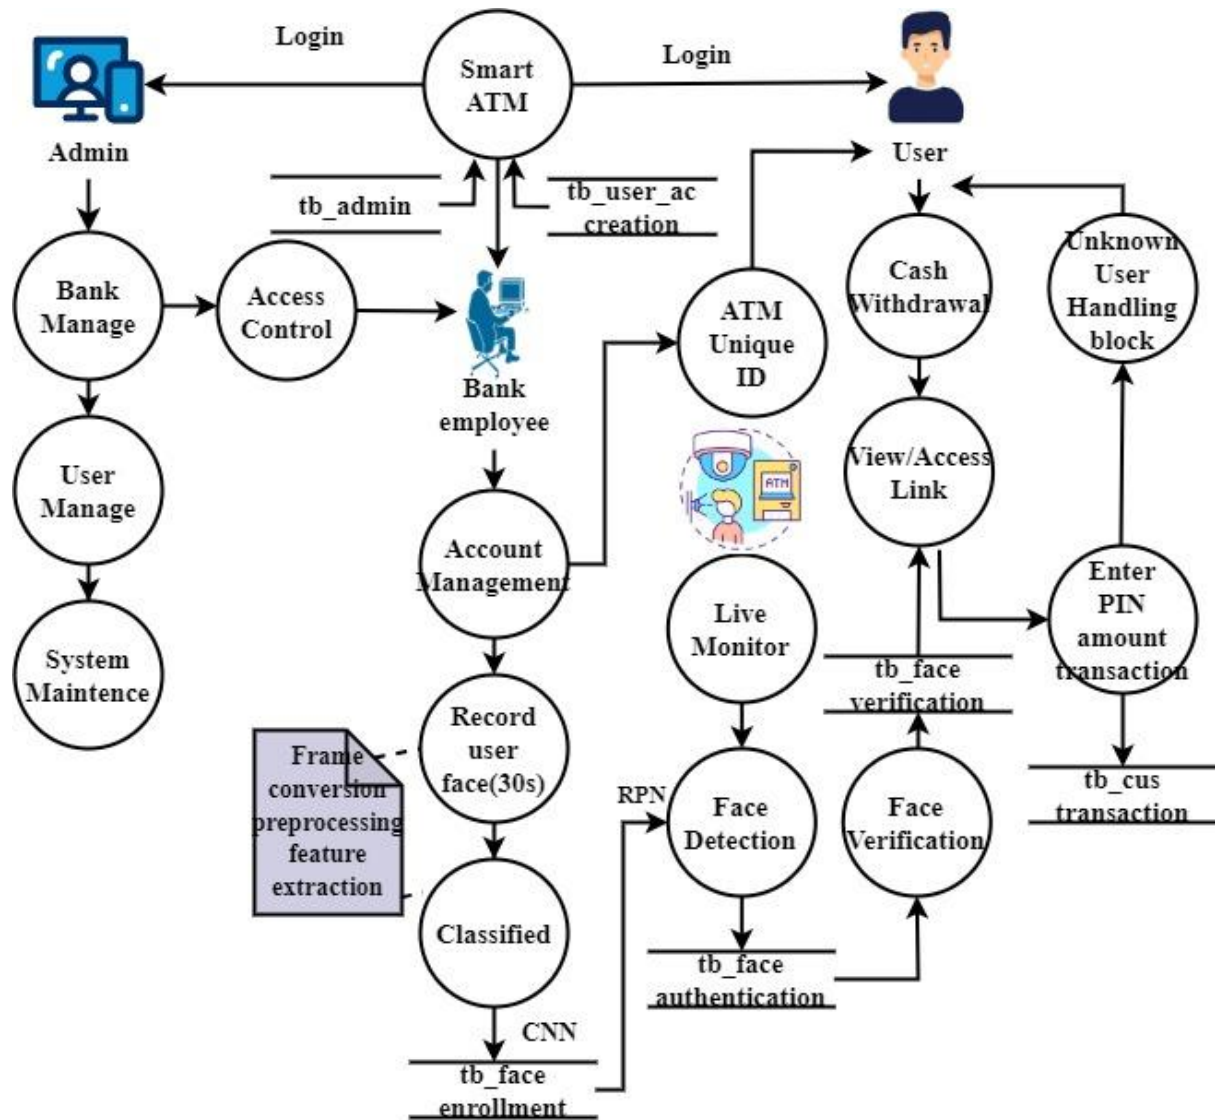 Login
Login
Smart
ATM
Admin
User
tb_admin
tb_user_ac
creation
Bank
Manage
Access
Control
Bank
employee
ATM
Unique
ID
Cash
Withdrawal
Unknown
User
Handling
block
User
Manage
Account
Management
ATM
View/Access
Link
System
Maintence
Live
Monitor
Enter
PIN
amount
transaction
tb_face
verification
Record
user
face(30s)
Frame
conversion
preprocessing
feature
extraction
RPN
Face
Detection
Face
Verification
tb_cus
transaction
Classified
tb_face
authentication
CNN
tb_face
enrollment